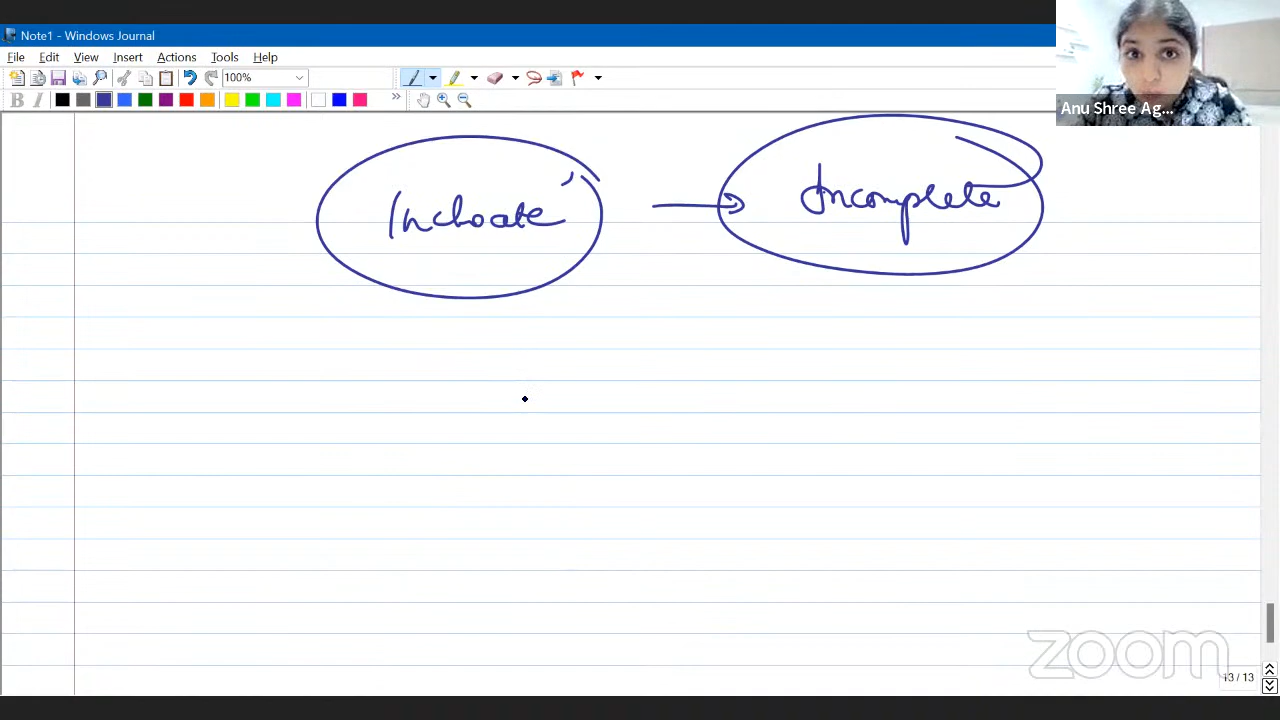 Note1 - Windows Journal
File Edit View Insert Actions Tools Help
100%
B I
Anu Shree Ag...
Inchoate → Incomplete
zoom
13 / 13